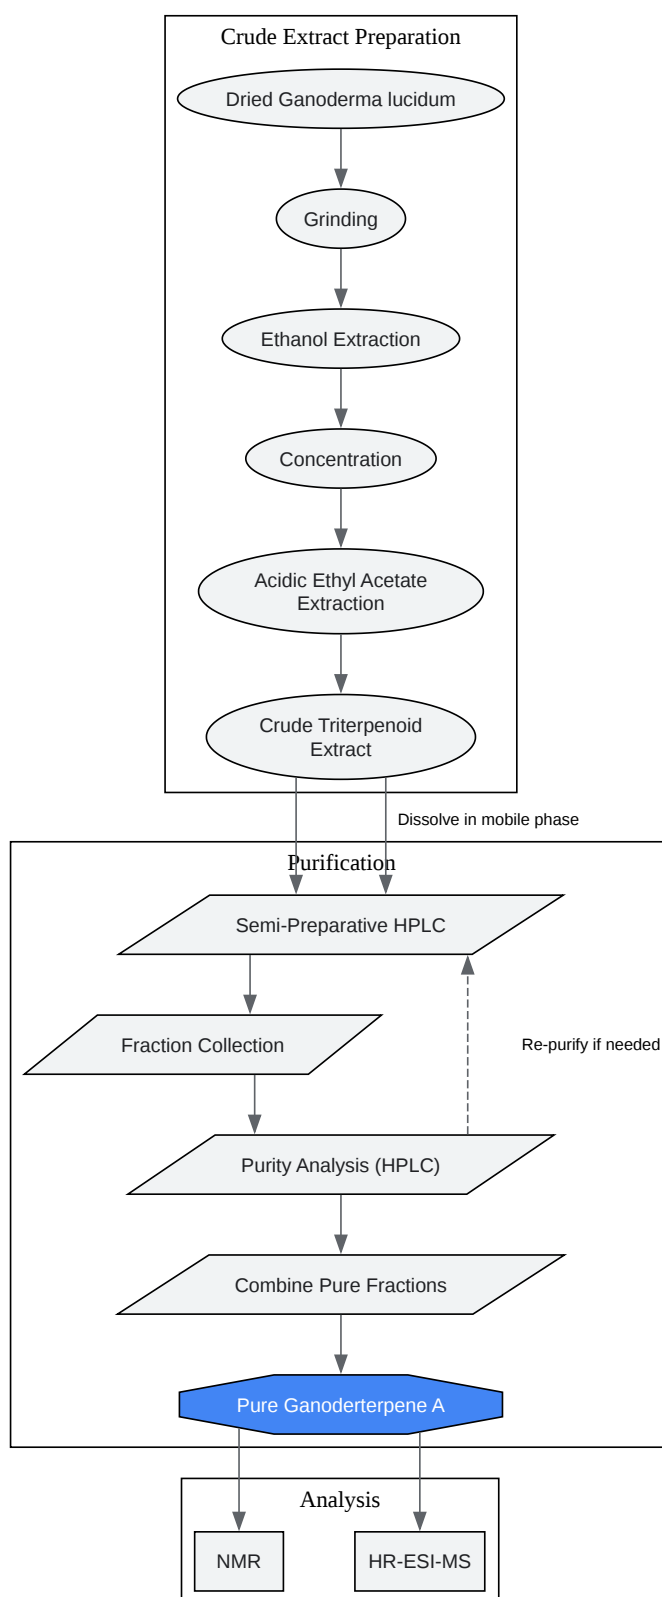 Crude Extract Preparation
Dried Ganoderma lucidum
Grinding
Ethanol Extraction
Concentration
Acidic Ethyl Acetate
Extraction
Crude Triterpenoid
Extract
Dissolve in mobile phase
Purification
Semi-Preparative HPLC
Fraction Collection
Re-purify if needed
Purity Analysis (HPLC)
Combine Pure Fractions
Pure Ganoderterpene A
Analysis
NMR
HR-ESI-MS